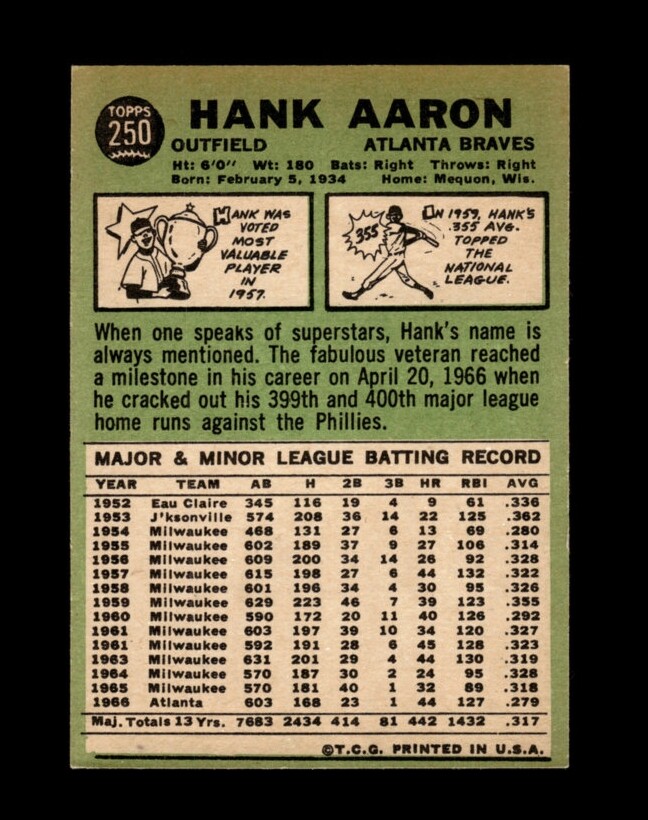 TOPPS
250
HANK AARON
OUTFIELD ATLANTA BRAVES
Ht: 6'0" Wt: 180 Bats: Right Throws: Right
Born: February 5, 1934 Home: Mequon, Wis.
HANK WAS
VOTED
MOST
VALUABLE
PLAYER
IN
1957.
.355
IN 1959, HANK'S
.355 AVG.
TOPPED
THE
NATIONAL
LEAGUE.
When one speaks of superstars, Hank's name is
always mentioned. The fabulous veteran reached
a milestone in his career on April 20, 1966 when
he cracked out his 399th and 400th major league
home runs against the Phillies.
MAJOR & MINOR LEAGUE BATTING RECORD
YEAR TEAM AB H 2B 3B HR RBI AVG
1952 Eau Claire 345 116 19 4 9 61 .336
1953 J'ksonville 574 208 36 14 22 125 .362
1954 Milwaukee 468 131 27 6 13 69 .280
1955 Milwaukee 602 189 37 9 27 106 .314
1956 Milwaukee 609 200 34 14 26 92 .328
1957 Milwaukee 615 198 27 6 44 132 .322
1958 Milwaukee 601 196 34 4 30 95 .326
1959 Milwaukee 629 223 46 7 39 123 .355
1960 Milwaukee 590 172 20 11 40 126 .292
1961 Milwaukee 603 197 39 10 34 120 .327
1961 Milwaukee 592 191 28 6 45 128 .323
1963 Milwaukee 631 201 29 4 44 130 .319
1964 Milwaukee 570 187 30 2 24 95 .328
1965 Milwaukee 570 181 40 1 32 89 .318
1966 Atlanta 603 168 23 1 44 127 .279
Maj. Totals 13 Yrs. 7683 2434 414 81 442 1432 .317
©T.C.G. PRINTED IN U.S.A.